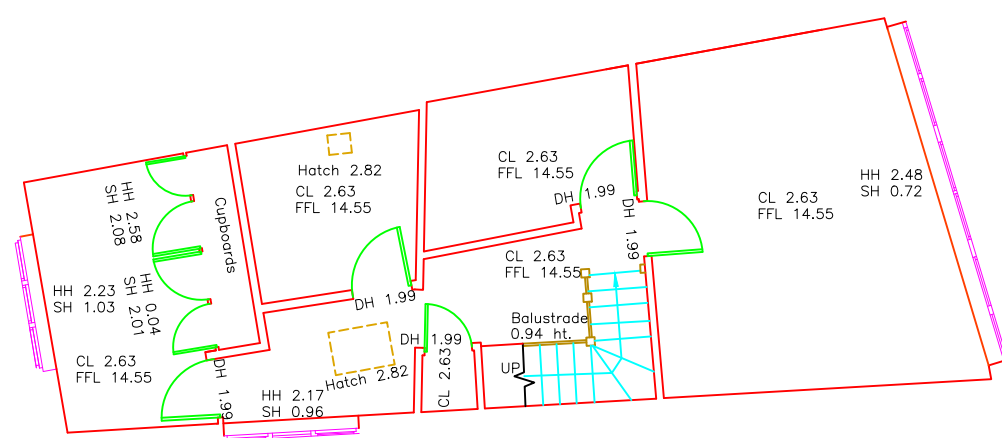 HH 2.58
SH 2.08
Cupboards
HH 0.04
SH 2.01
HH 2.23
SH 1.03
CL 2.63
FFL 14.55
DH 1.99
Hatch 2.82
CL 2.63
FFL 14.55
DH 1.99
Hatch 2.82
HH 2.17
SH 0.96
DH 1.99
CL 2.63
CL 2.63
FFL 14.55
DH 1.99
CL 2.63
FFL 14.55
Balustrade
0.94 ht.
UP
DH 1.99
CL 2.63
FFL 14.55
HH 2.48
SH 0.72